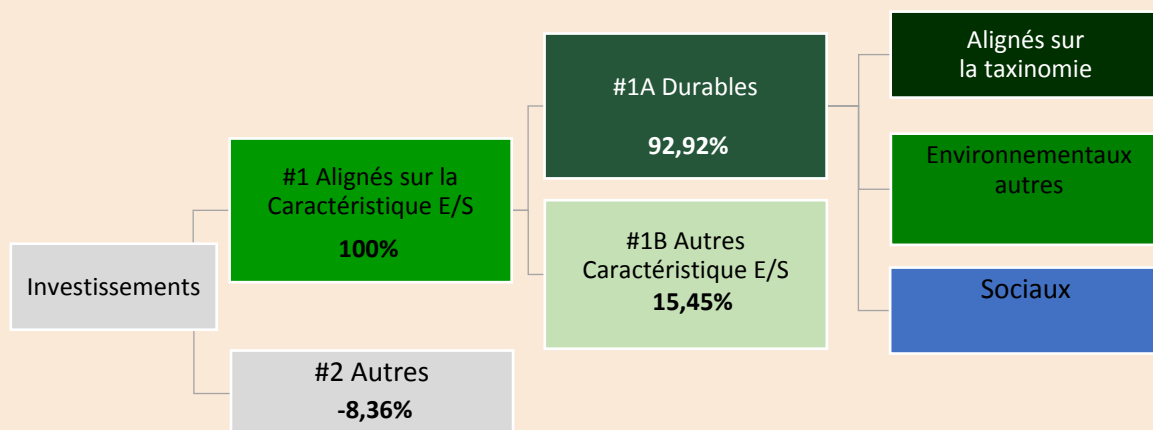 Investissements
#1 Alignés sur la
Caractéristique E/S
100%
#2 Autres
-8,36%
#1A Durables
92,92%
#1B Autres
Caractéristique E/S
15,45%
Alignés sur
la taxinomie
Environnementaux
autres
Sociaux